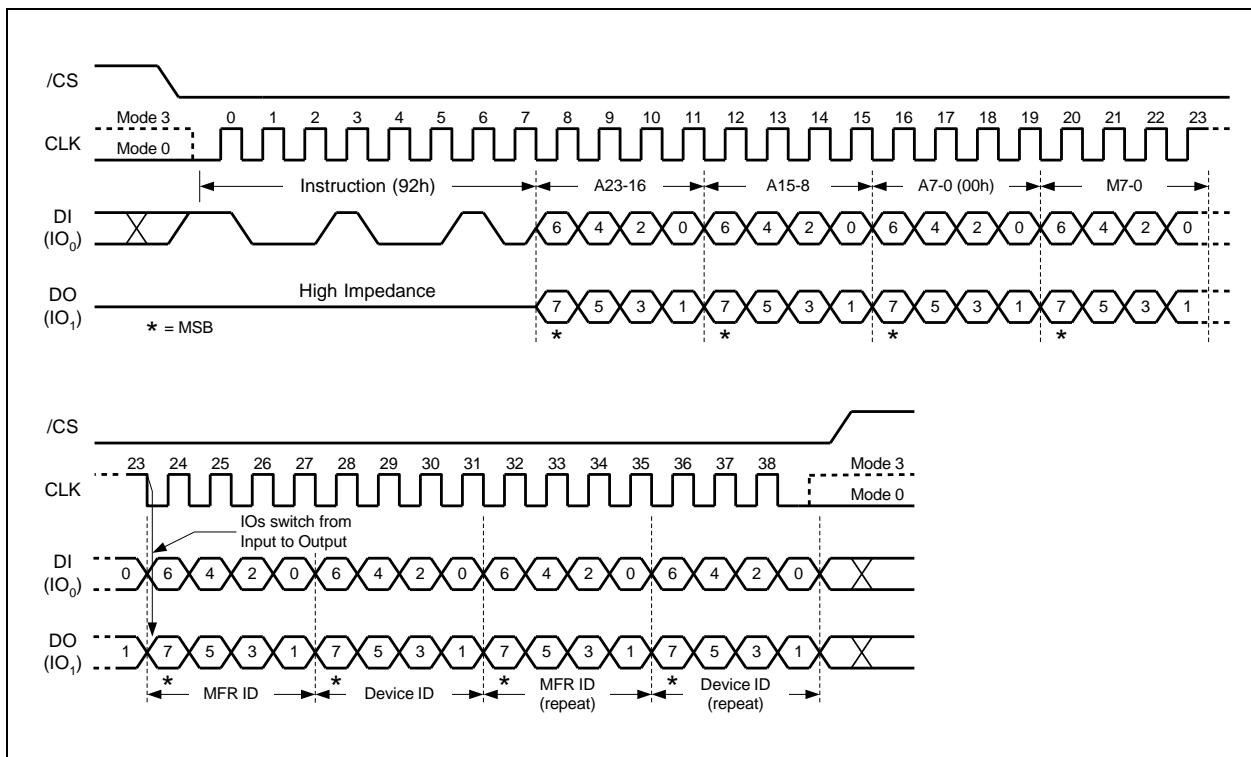 /CS
Mode 3 0 1 2 3 4 5 6 7 8 9 10 11 12 13 14 15 16 17 18 19 20 21 22 23
CLK
Mode 0
Instruction (92h) A23-16 A15-8 A7-0 (00h) M7-0
DI
(IO0) 6 4 2 0 6 4 2 0 6 4 2 0 6 4 2 0
High Impedance
DO
(IO1) 7 5 3 1 7 5 3 1 7 5 3 1 7 5 3 1
* = MSB * * * *
/CS
23 24 25 26 27 28 29 30 31 32 33 34 35 36 37 38 Mode 3
CLK
Mode 0
IOs switch from
Input to Output
DI
(IO0) 0 6 4 2 0 6 4 2 0 6 4 2 0 6 4 2 0
DO
(IO1) 1 7 5 3 1 7 5 3 1 7 5 3 1 7 5 3 1
* * * *
MFR ID Device ID MFR ID
(repeat) Device ID
(repeat)